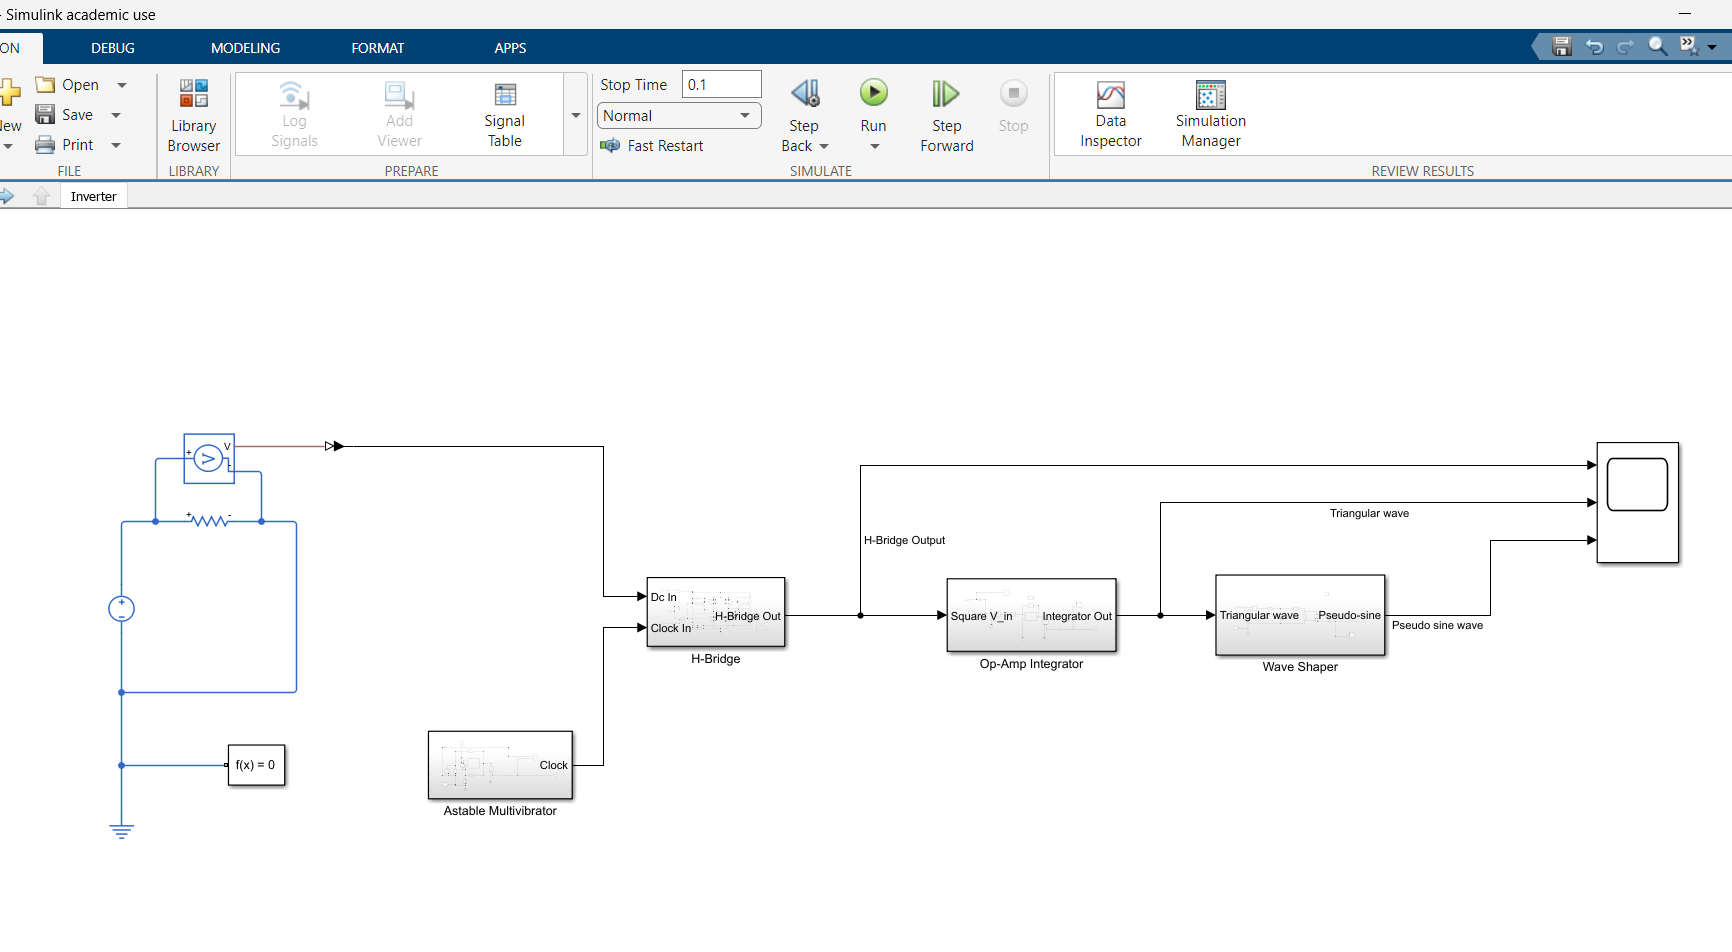 - Simulink academic use
ON
DEBUG
MODELING
FORMAT
APPS
New
Open
Save
Print
FILE
Library
Browser
LIBRARY
Log
Signals
Add
Viewer
Signal
Table
PREPARE
Stop Time
0.1
Normal
Fast Restart
Step
Back
Run
Step
Forward
Stop
SIMULATE
Data
Inspector
Simulation
Manager
REVIEW RESULTS
Inverter
V
+
-
+
-
+
-
f(x) = 0
Clock
Astable Multivibrator
Dc In
Clock In
H-Bridge Out
H-Bridge
H-Bridge Output
Square V_in
Integrator Out
Op-Amp Integrator
Triangular wave
Triangular wave
Pseudo-sine
Wave Shaper
Pseudo sine wave